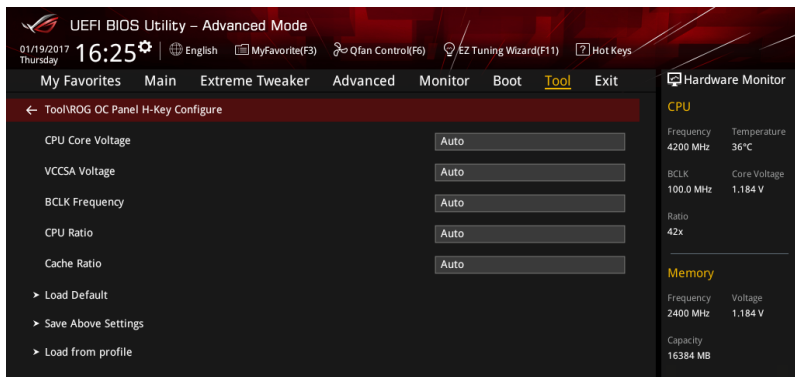 UEFI BIOS Utility – Advanced Mode
01/19/2017
Thursday
16:25
English
MyFavorite(F3)
Qfan Control(F6)
EZ Tuning Wizard(F11)
? Hot Keys
My Favorites Main Extreme Tweaker Advanced Monitor Boot Tool Exit
Hardware Monitor
← Tool\ROG OC Panel H-Key Configure
CPU Core Voltage Auto
VCCSA Voltage Auto
BCLK Frequency Auto
CPU Ratio Auto
Cache Ratio Auto
➤ Load Default
➤ Save Above Settings
➤ Load from profile
CPU
Frequency Temperature
4200 MHz 36°C
BCLK Core Voltage
100.0 MHz 1.184 V
Ratio
42x
Memory
Frequency Voltage
2400 MHz 1.184 V
Capacity
16384 MB